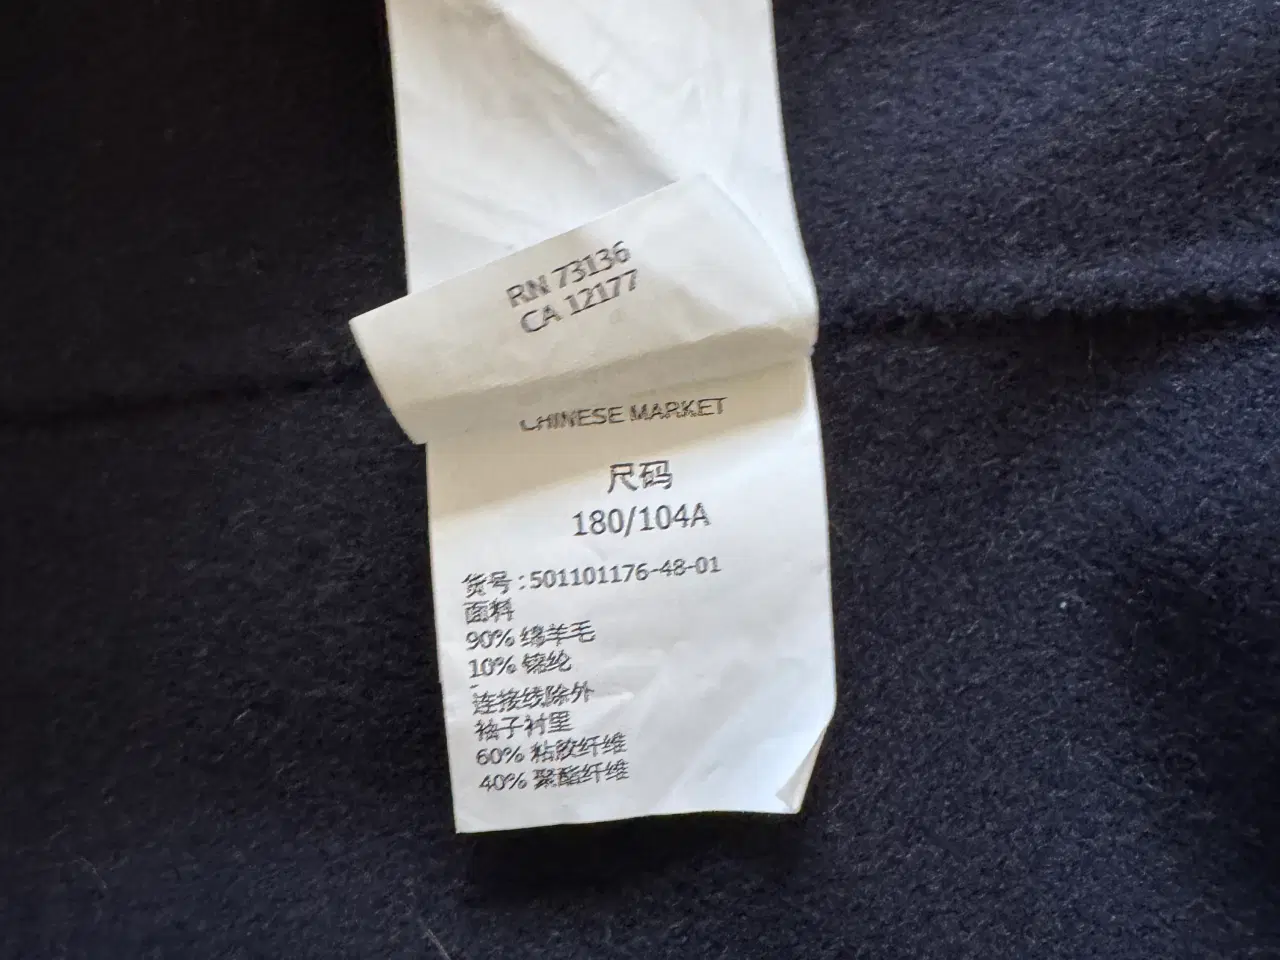 RN 73136
CA 12177
CHINESE MARKET
尺码
180/104A
货号 : 501101176-48-01
面料
90% 绵羊毛
10% 锦纶
-
连接线除外
袖子衬里
60% 粘胶纤维
40% 聚酯纤维